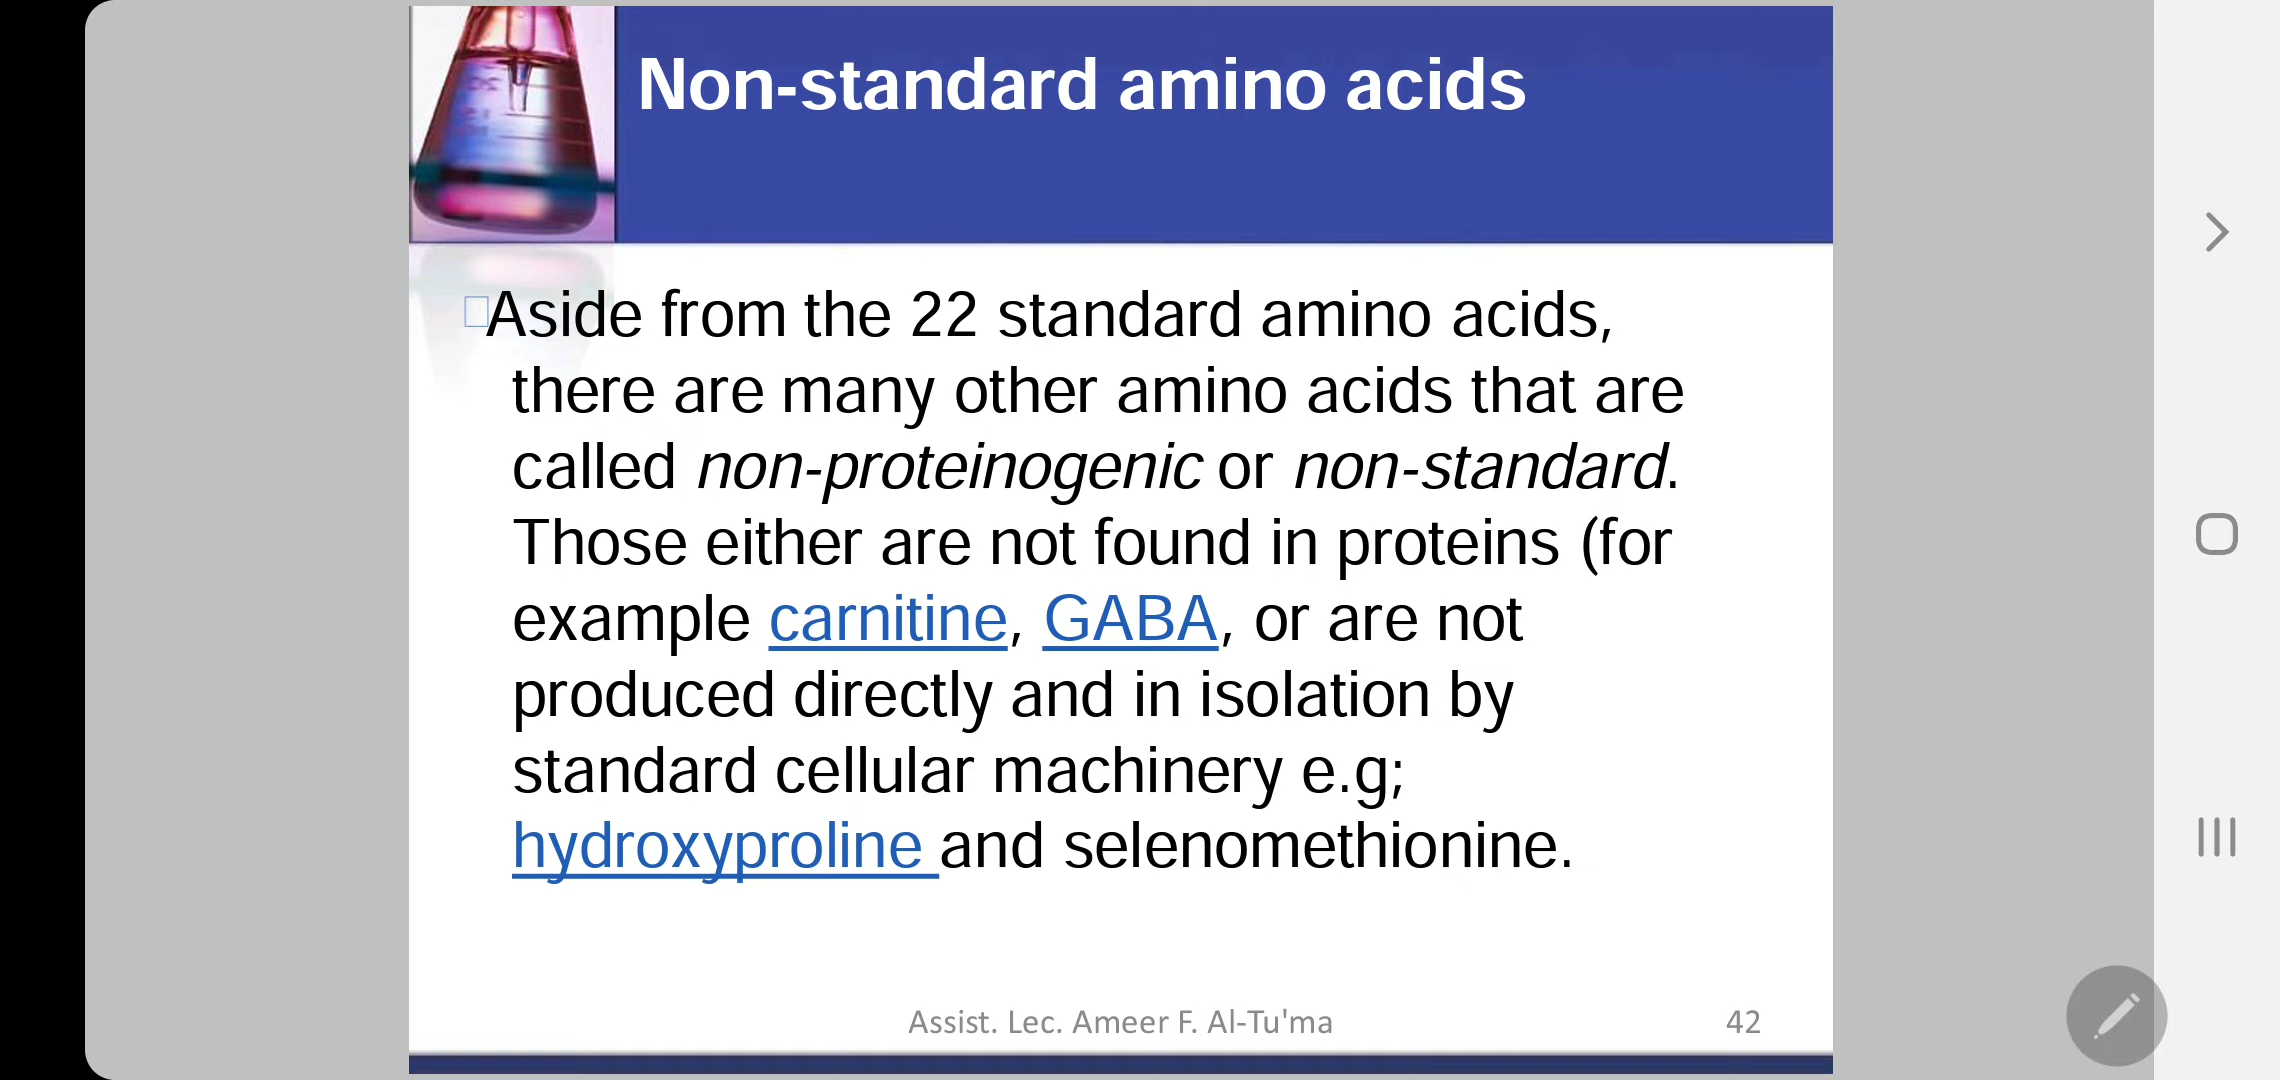 Non-standard amino acids
Aside from the 22 standard amino acids,
there are many other amino acids that are
called non-proteinogenic or non-standard.
Those either are not found in proteins (for
example carnitine, GABA, or are not
produced directly and in isolation by
standard cellular machinery e.g;
hydroxyproline and selenomethionine.
Assist. Lec. Ameer F. Al-Tu'ma
42